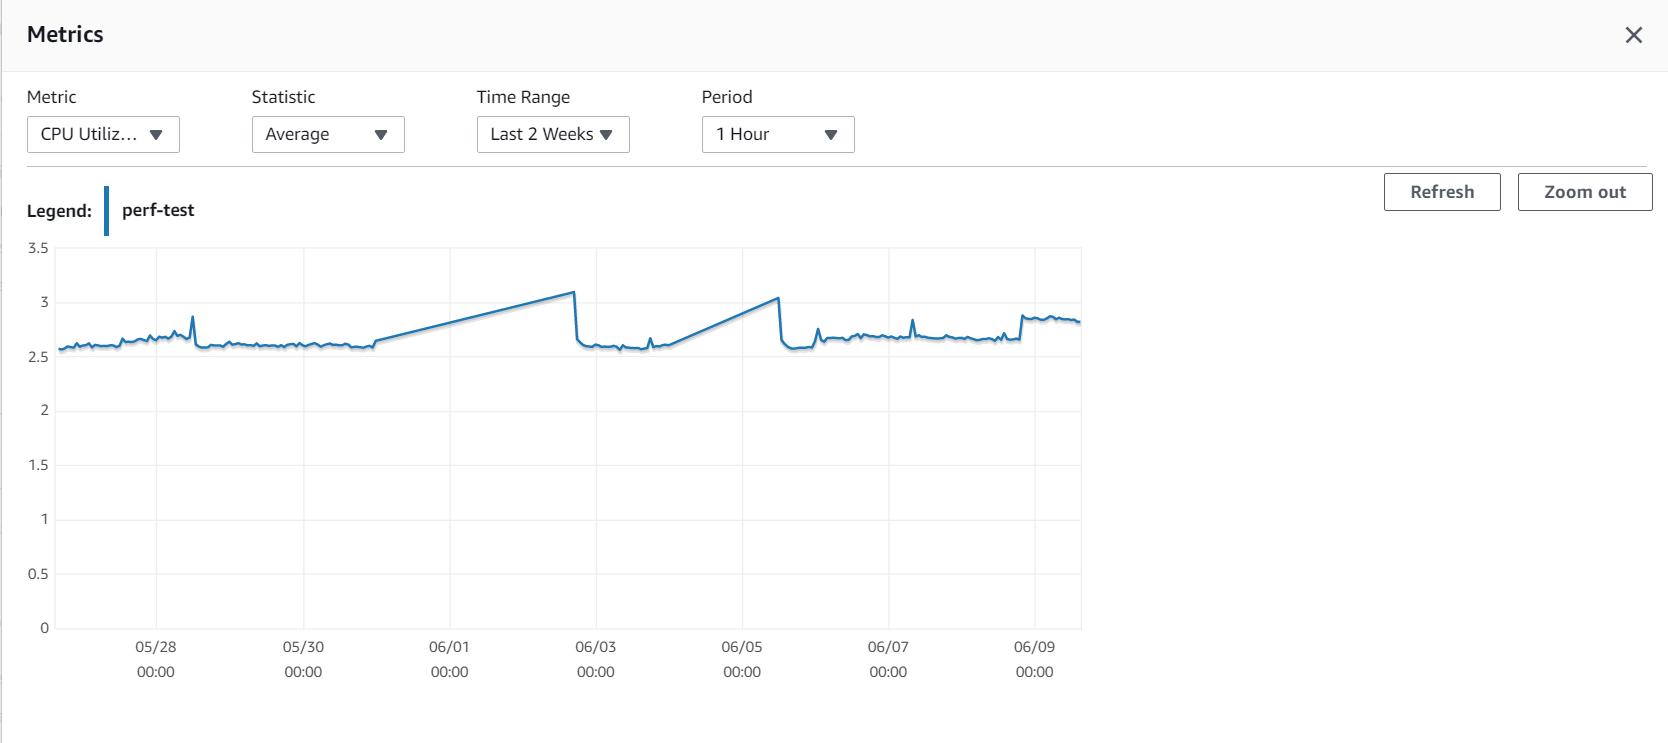 Metrics
Metric Statistic Time Range Period
CPU Utiliz... Average Last 2 Weeks 1 Hour
Refresh Zoom out
Legend: perf-test
3.5
3
2.5
2
1.5
1
0.5
0
05/28 05/30 06/01 06/03 06/05 06/07 06/09
00:00 00:00 00:00 00:00 00:00 00:00 00:00